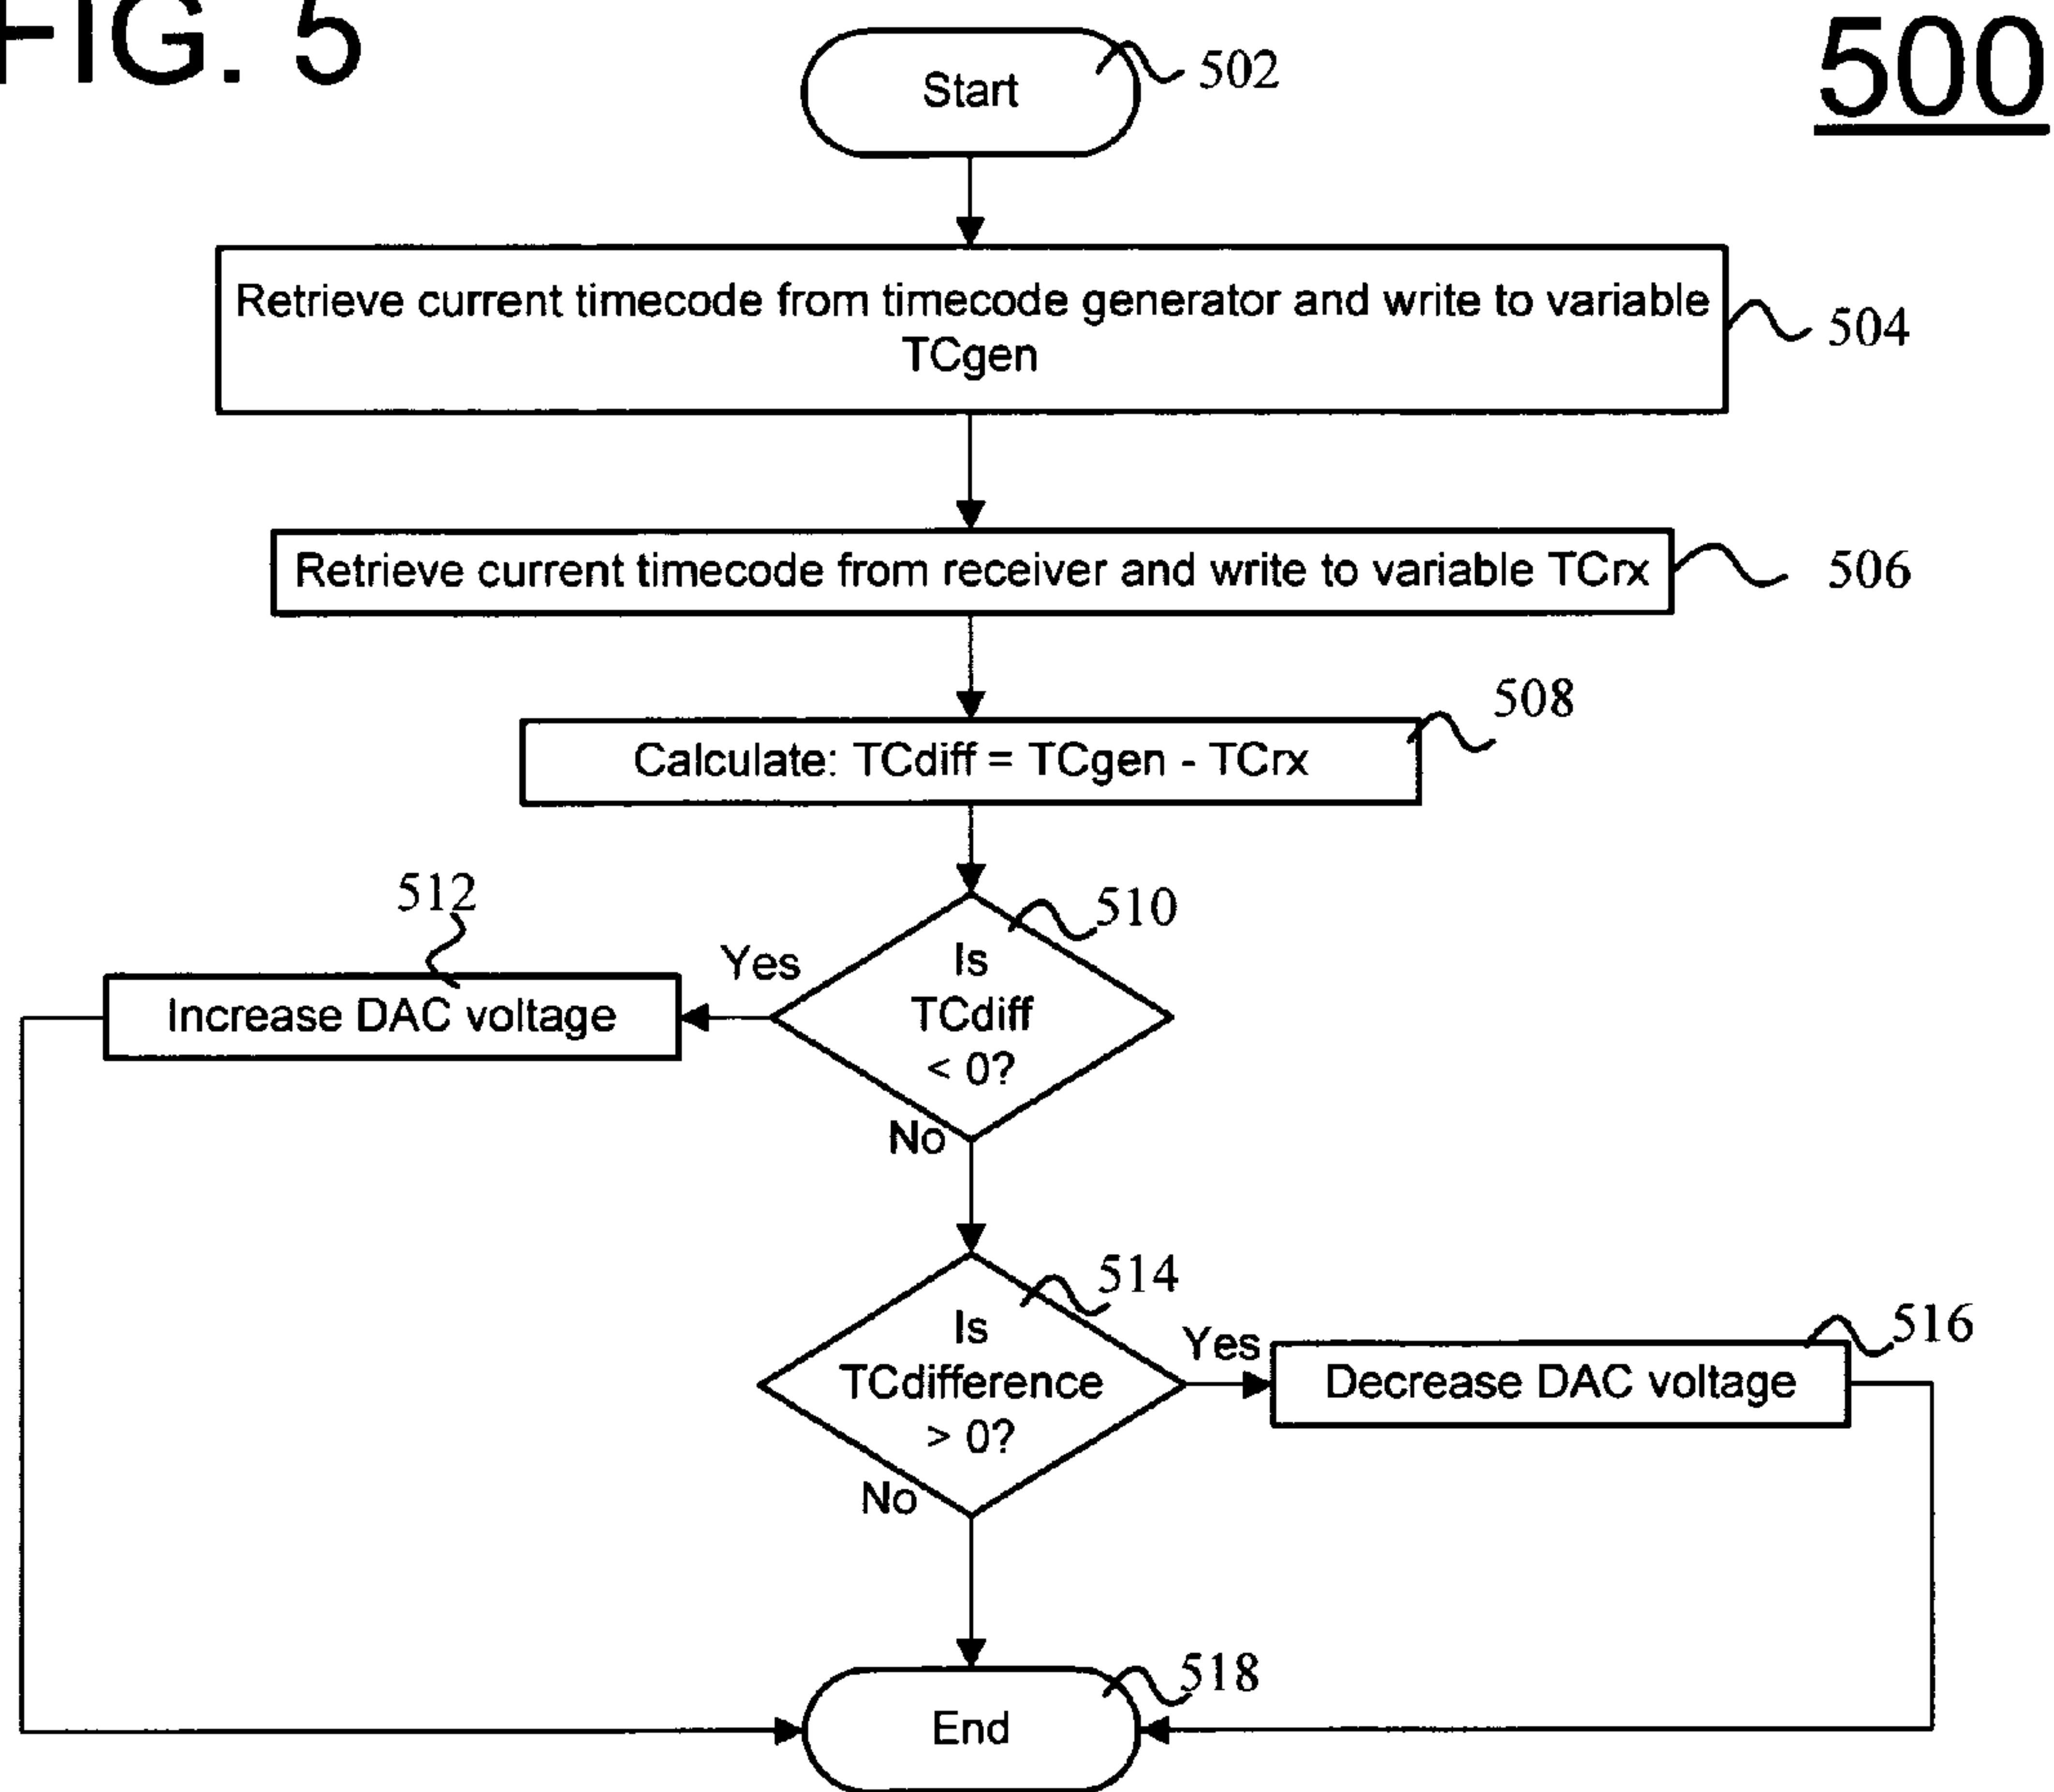 FIG. 5
500
Start
502
Retrieve current timecode from timecode generator and write to variable
TCgen
504
Retrieve current timecode from receiver and write to variable TCrx
506
508
Calculate: TCdiff = TCgen - TCrx
512
510
Increase DAC voltage
Yes
Is
TCdiff
< 0?
No
514
516
Is
TCdifference
> 0?
Yes
Decrease DAC voltage
No
518
End